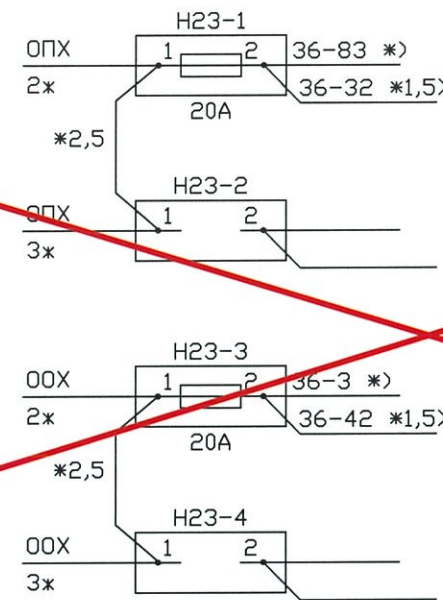 Н23-1
ОПХ 1 2 36-83 *)
2ж 36-32 *1,5)
20А
*2,5
Н23-2
ОПХ 1 2
3ж
Н23-3
ООХ 1 2 36-3 *)
2ж 36-42 *1,5)
20А
*2,5
Н23-4
ООХ 1 2
3ж